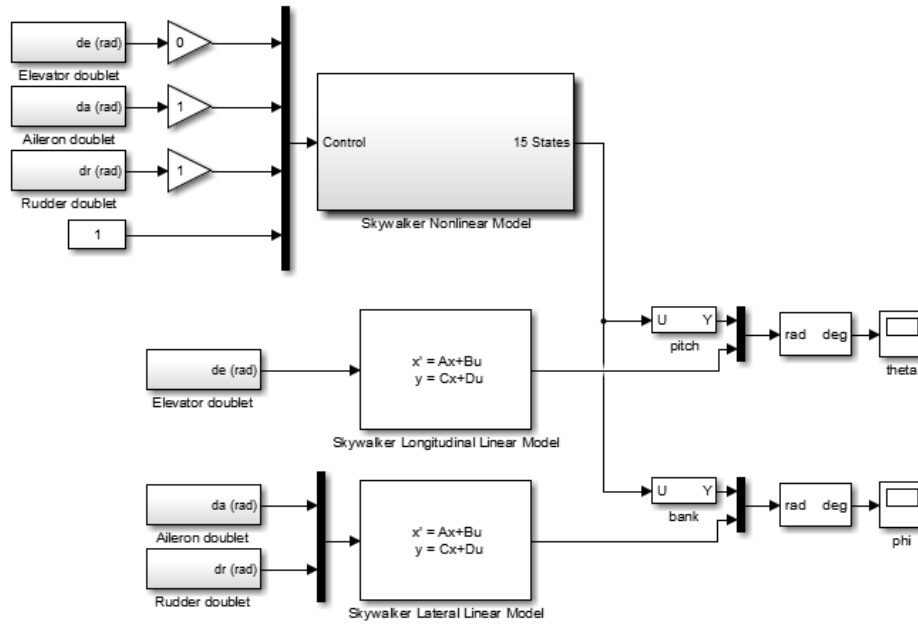 de (rad)
0
Elevator doublet
da (rad)
1
Aileron doublet
dr (rad)
1
Rudder doublet
1
Control
15 States
Skywalker Nonlinear Model
de (rad)
Elevator doublet
x' = Ax+Bu
y = Cx+Du
Skywalker Longitudinal Linear Model
U Y
pitch
rad deg
theta
da (rad)
Aileron doublet
dr (rad)
Rudder doublet
x' = Ax+Bu
y = Cx+Du
Skywalker Lateral Linear Model
U Y
bank
rad deg
phi